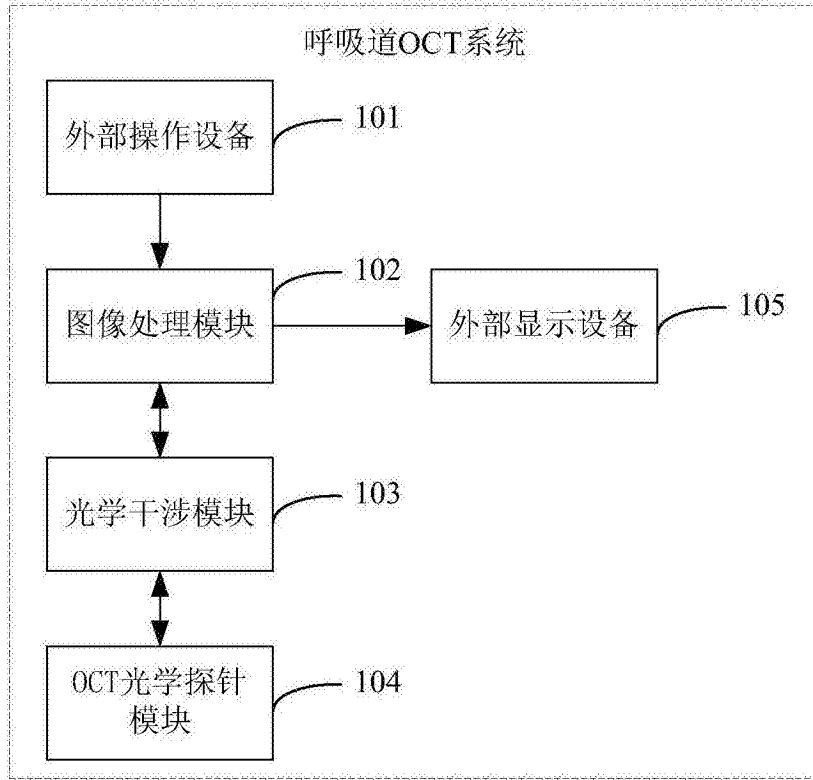 呼吸道OCT系统
外部操作设备
101
图像处理模块
102
外部显示设备
105
光学干涉模块
103
OCT光学探针
模块
104